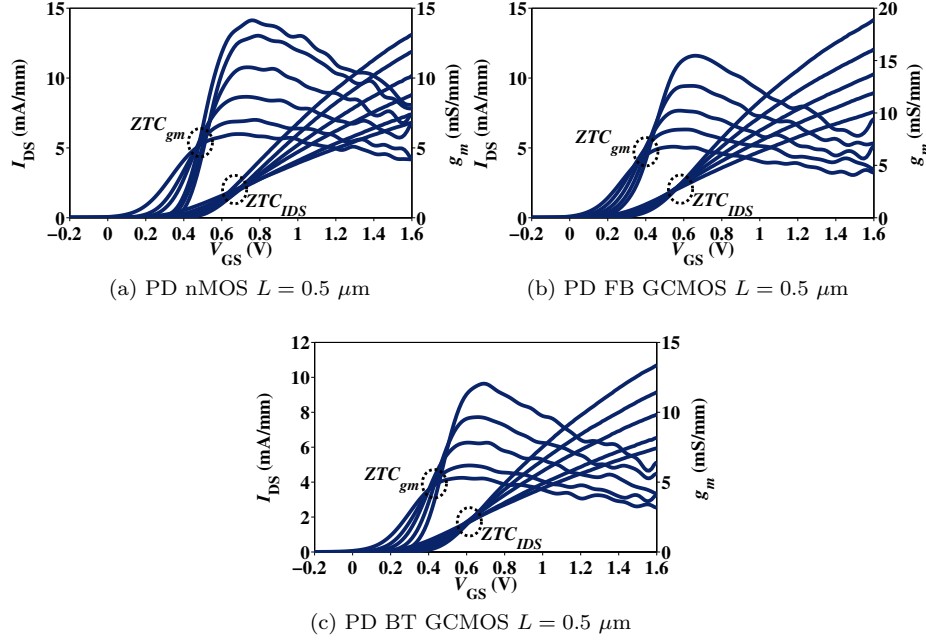 15
10
5
0
I_DS (mA/mm)
15
10
5
0
g_m (mS/mm)
ZTC_gm
ZTC_IDS
−0.2 0 0.2 0.4 0.6 0.8 1 1.2 1.4 1.6
V_GS (V)
(a) PD nMOS L = 0.5 μm
15
10
5
0
I_DS (mA/mm)
20
15
10
5
0
g_m (mS/mm)
ZTC_gm
ZTC_IDS
−0.2 0 0.2 0.4 0.6 0.8 1 1.2 1.4 1.6
V_GS (V)
(b) PD FB GCMOS L = 0.5 μm
12
10
8
6
4
2
0
I_DS (mA/mm)
15
10
5
0
g_m (mS/mm)
ZTC_gm
ZTC_IDS
−0.2 0 0.2 0.4 0.6 0.8 1 1.2 1.4 1.6
V_GS (V)
(c) PD BT GCMOS L = 0.5 μm